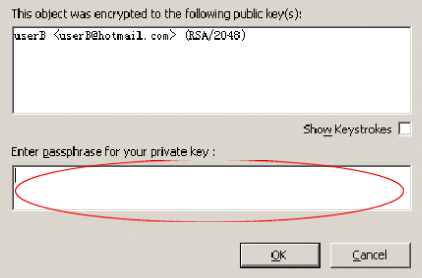 This object was encrypted to the following public key(s):
userB <userB@hotmail.com> (RSA/2048)
Show Keystrokes
Enter passphrase for your private key :
OK
Cancel